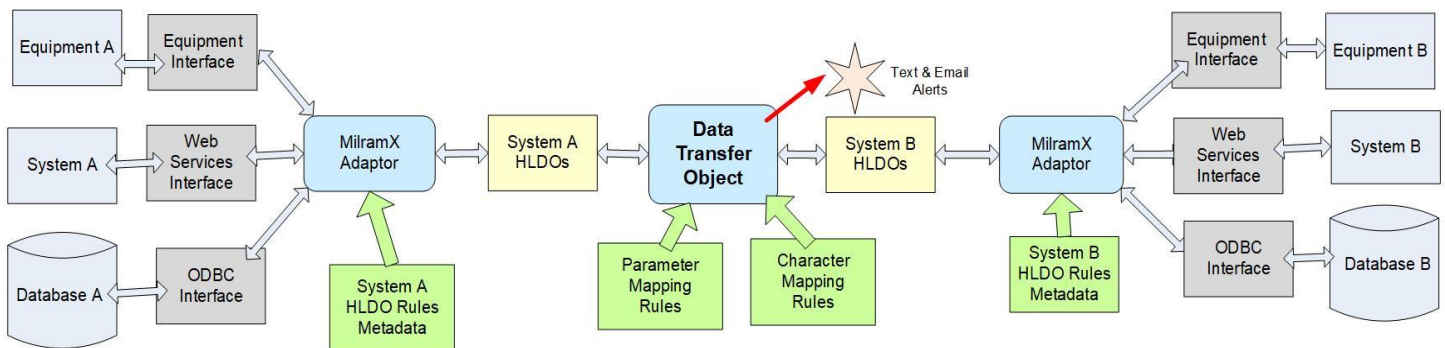 Equipment A
Equipment
Interface
System A
Web
Services
Interface
Database A
ODBC
Interface
MilramX
Adaptor
System A
HLDO Rules
Metadata
System A
HLDOs
Data
Transfer
Object
Text & Email
Alerts
Parameter
Mapping
Rules
Character
Mapping
Rules
System B
HLDOs
MilramX
Adaptor
System B
HLDO Rules
Metadata
Equipment
Interface
Equipment B
Web
Services
Interface
System B
ODBC
Interface
Database B